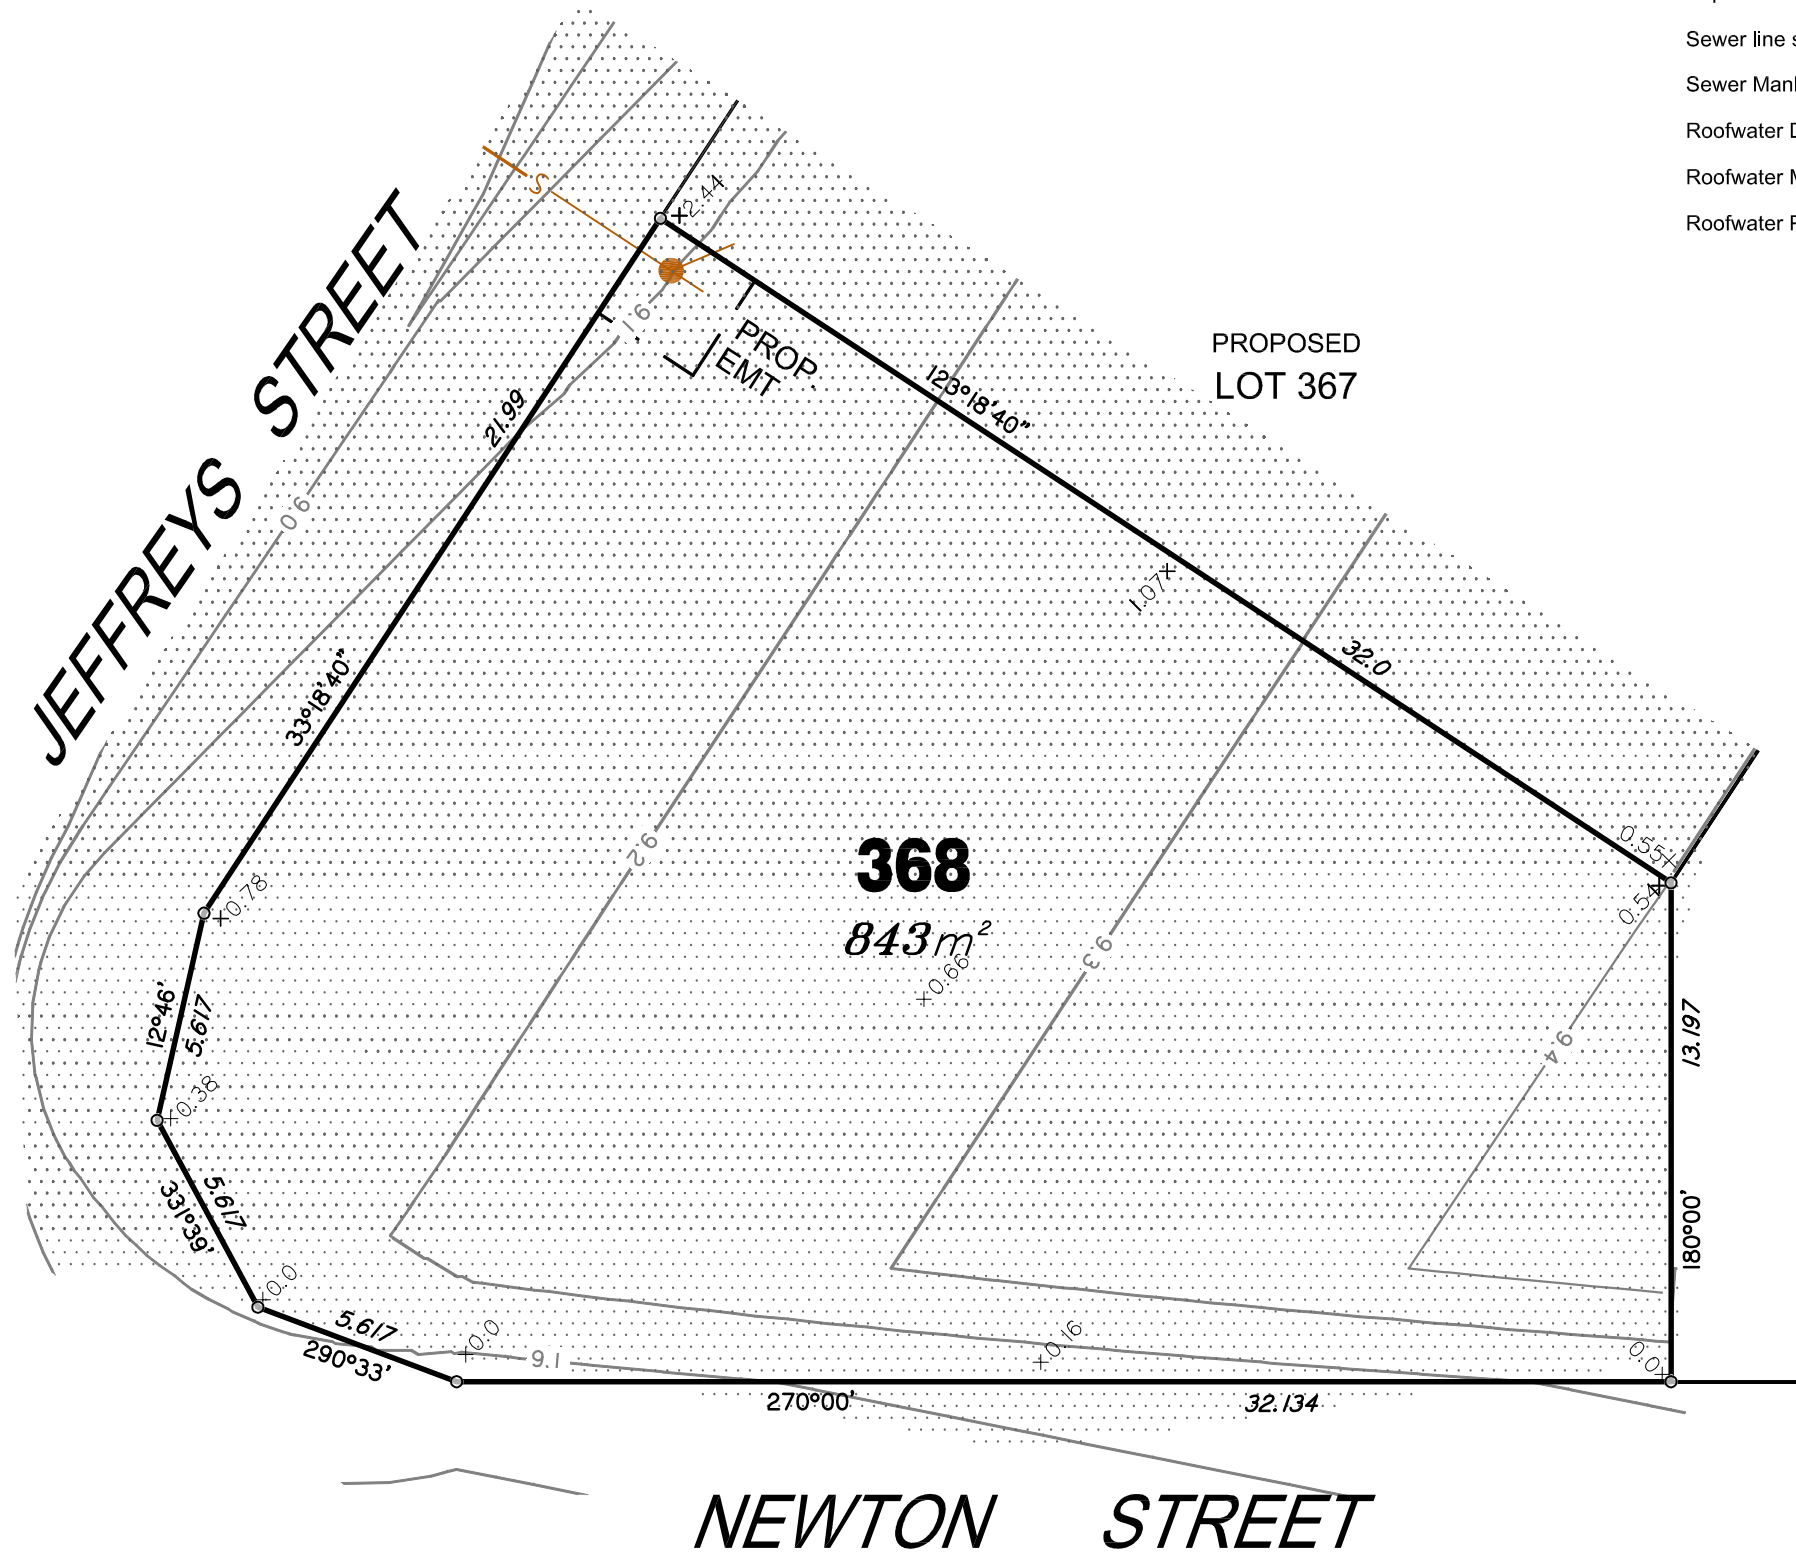 Sewer line
Sewer
Roofwater
Roofwater
Roofwater
S
2.44
JEFFREYS STREET
9.1
PROP.
EMT
PROPOSED
LOT 367
123°18'40"
21.99
9.0
1.07
32.0
33°18'40"
9.2
368
843m²
0.55
0.54
0.78
0.66
9.3
9.4
12°46'
5.617
13.197
0.38
5.617
331°39'
180°00'
0.0
5.617
290°33'
0.0
9.1
0.16
0.0
270°00'
32.134
NEWTON STREET